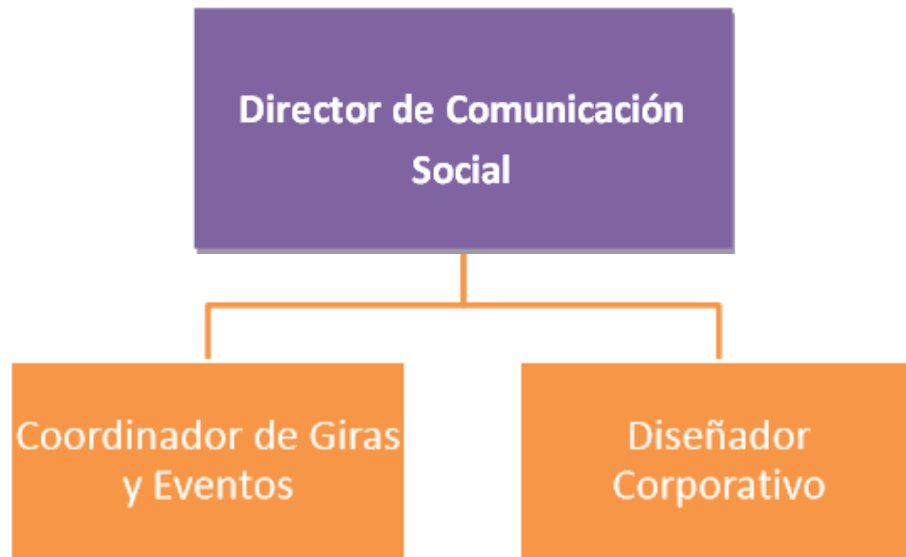 Director de Comunicación
Social
Coordinador de Giras
y Eventos
Diseñador
Corporativo